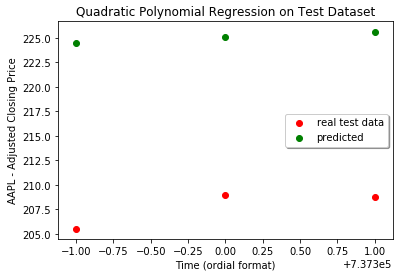 Quadratic Polynomial Regression on Test Dataset
AAPL - Adjusted Closing Price
225.0
222.5
220.0
217.5
215.0
212.5
210.0
207.5
205.0
real test data
predicted
−1.00 −0.75 −0.50 −0.25 0.00 0.25 0.50 0.75 1.00
Time (ordial format)
+7.373e5